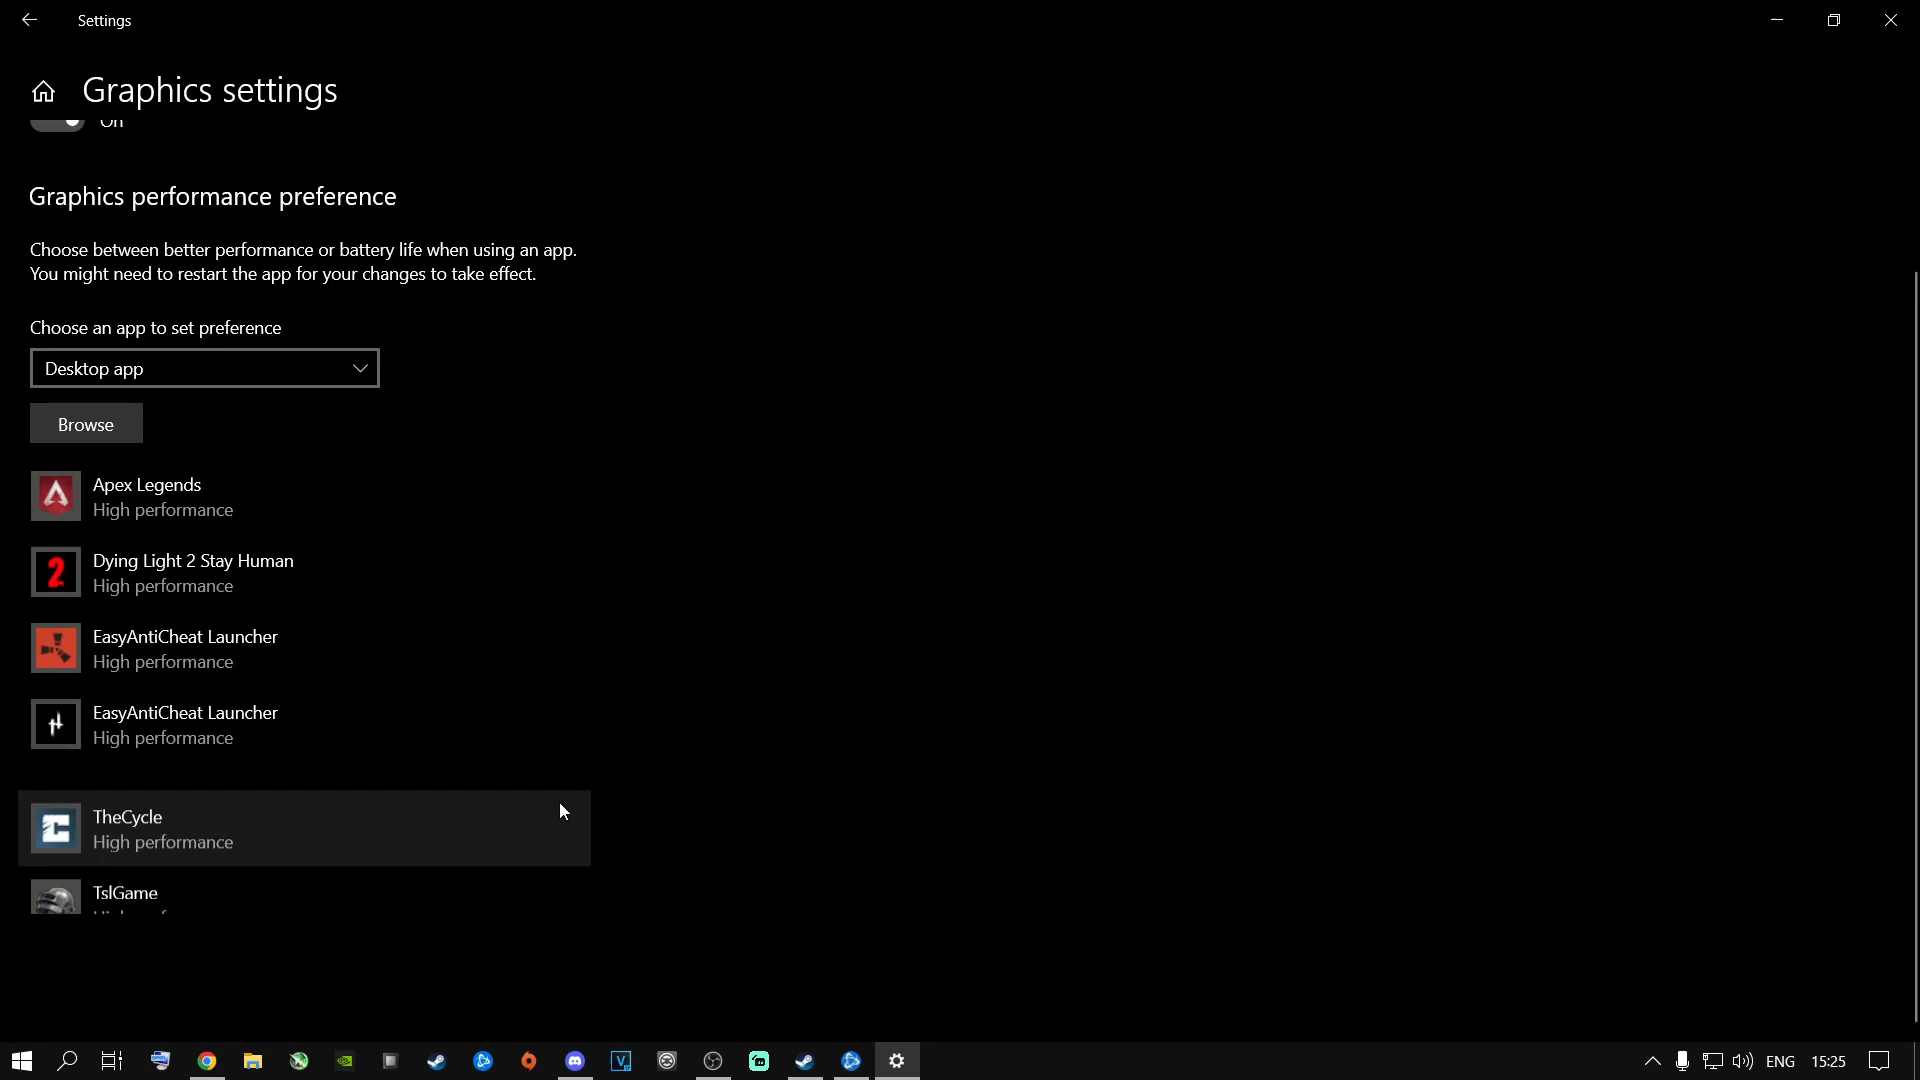 Settings
Graphics settings
On
Graphics performance preference
Choose between better performance or battery life when using an app.
You might need to restart the app for your changes to take effect.
Choose an app to set preference
Desktop app
Browse
Apex Legends
High performance
Dying Light 2 Stay Human
High performance
EasyAntiCheat Launcher
High performance
EasyAntiCheat Launcher
High performance
TheCycle
High performance
TslGame
ENG
15:25